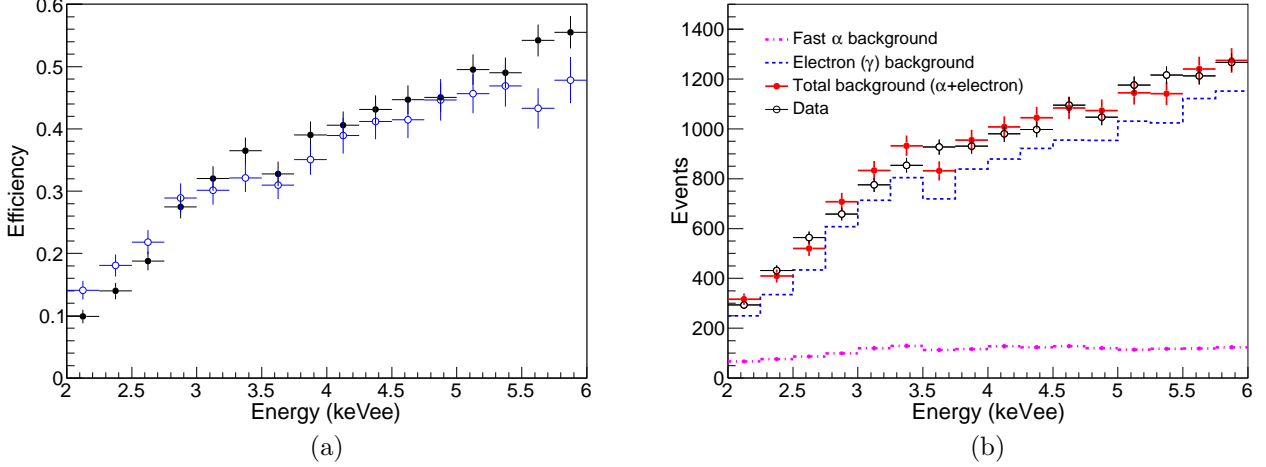 Efficiency
0.6
0.5
0.4
0.3
0.2
0.1
0
2 2.5 3 3.5 4 4.5 5 5.5 6
Energy (keVee)
(a)
Events
1400
1200
1000
800
600
400
200
0
Fast α background
Electron (γ) background
Total background (α+electron)
Data
2 2.5 3 3.5 4 4.5 5 5.5 6
Energy (keVee)
(b)